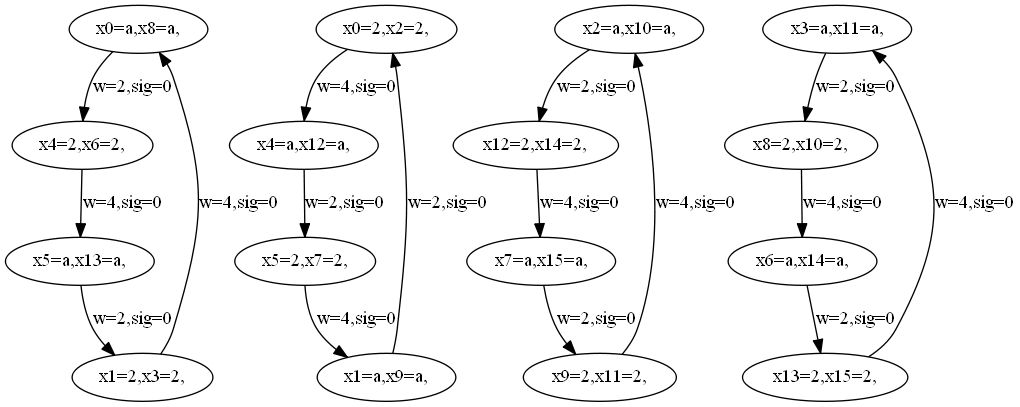 x0=a,x8=a,
x0=2,x2=2,
x2=a,x10=a,
x3=a,x11=a,
w=2,sig=0
w=4,sig=0
w=2,sig=0
w=2,sig=0
x4=2,x6=2,
x4=a,x12=a,
x12=2,x14=2,
x8=2,x10=2,
w=4,sig=0
w=4,sig=0
w=2,sig=0
w=2,sig=0
w=4,sig=0
w=4,sig=0
w=4,sig=0
w=4,sig=0
x5=a,x13=a,
x5=2,x7=2,
x7=a,x15=a,
x6=a,x14=a,
w=2,sig=0
w=4,sig=0
w=2,sig=0
w=2,sig=0
x1=2,x3=2,
x1=a,x9=a,
x9=2,x11=2,
x13=2,x15=2,